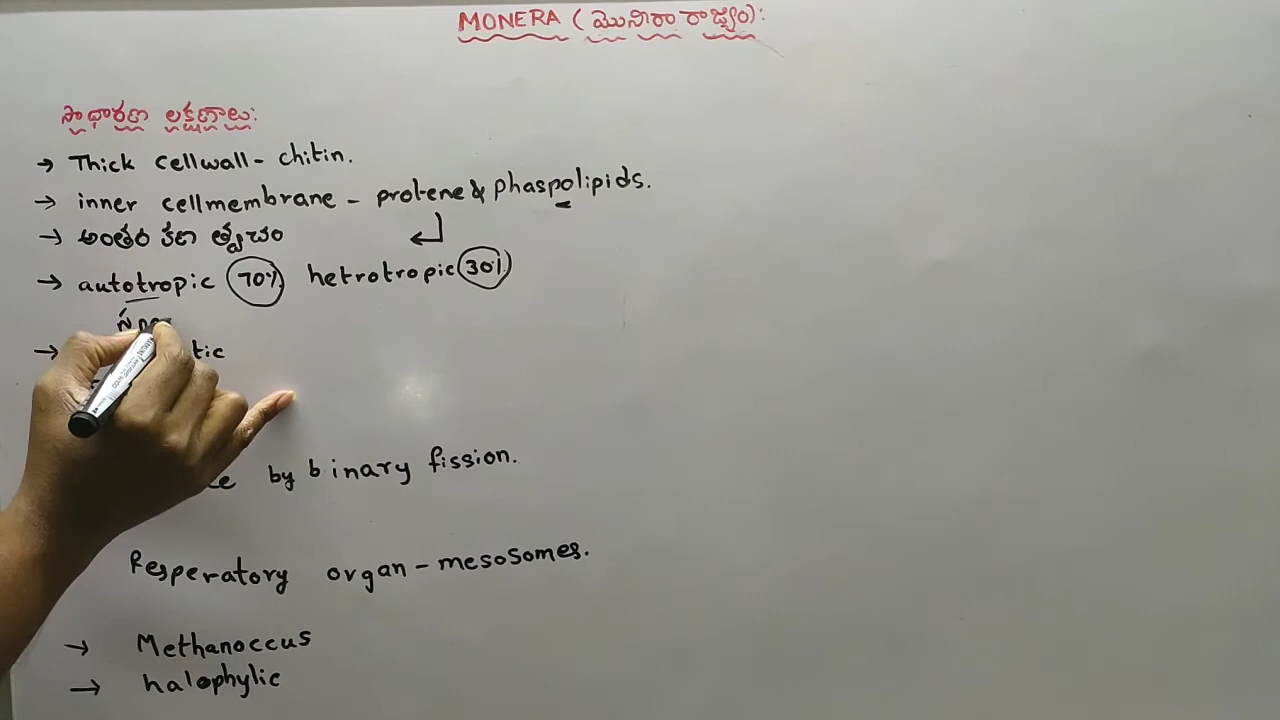 MONERA (మొనిరా రాజ్యం):
సాధారణ లక్షణాలు:
→ Thick cellwall - chitin.
→ inner cellmembrane - protene & phaspolipids.
→ అంతర కణ త్వచం
→ autotropic 70% hetrotropic 30%
→ tic
by binary fission.
Resperatory organ - mesosomes.
→ Methanoccus
→ halophylic